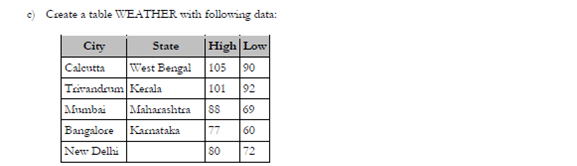 c) Create a table WEATHER with following data:
City State High Low
Calcutta West Bengal 105 90
Trivandrum Kerala 101 92
Mumbai Maharashtra 88 69
Bangalore Karnataka 77 60
New Delhi 80 72